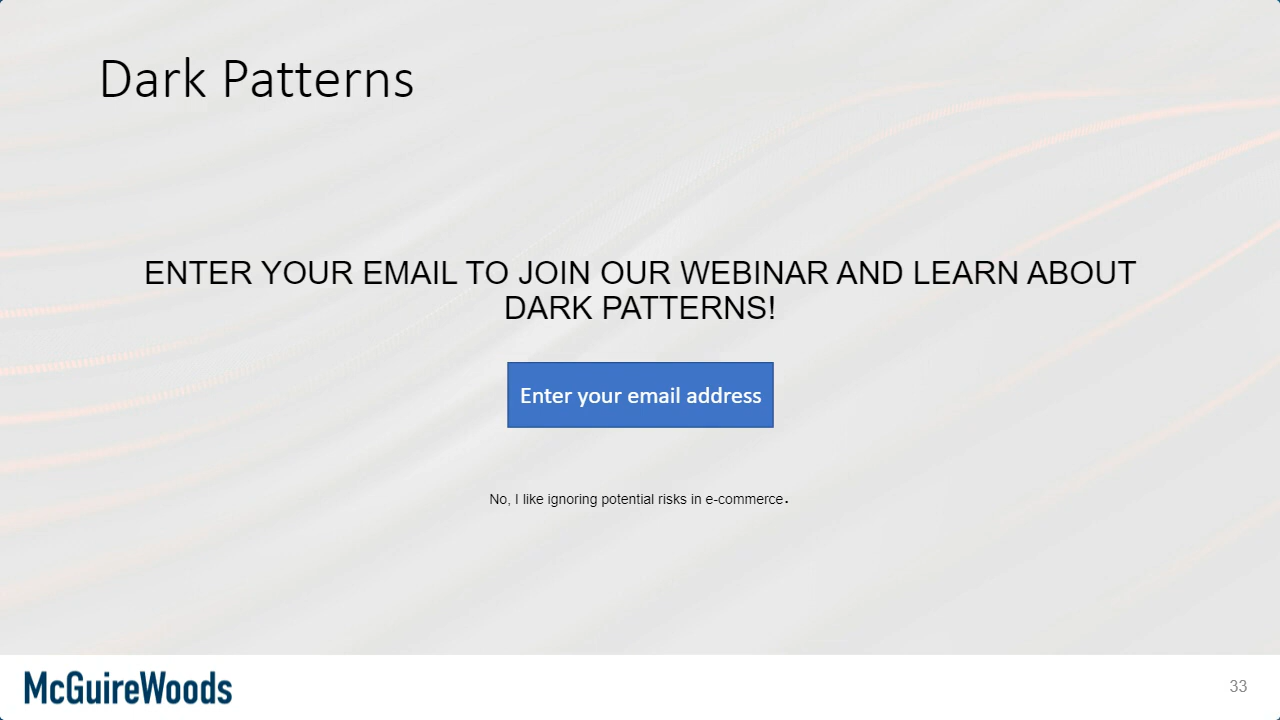 Dark Patterns
ENTER YOUR EMAIL TO JOIN OUR WEBINAR AND LEARN ABOUT
DARK PATTERNS!
Enter your email address
No, I like ignoring potential risks in e-commerce.
McGuireWoods
33